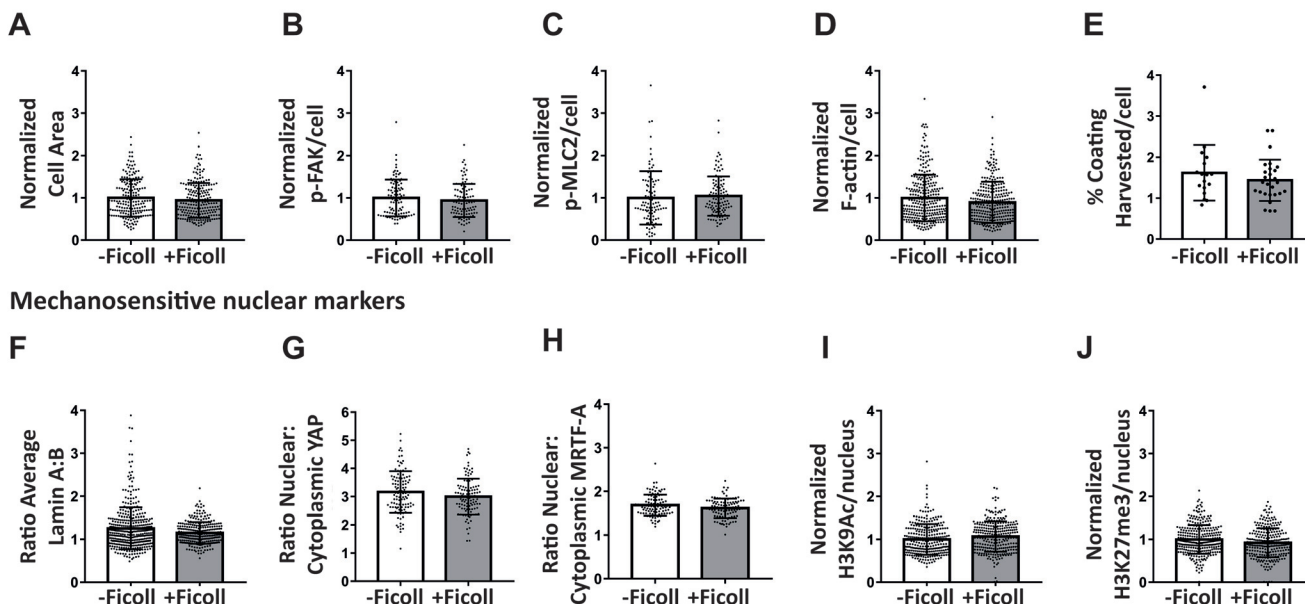 A
B
C
D
E
Normalized
Cell Area
4
3
2
1
0
-Ficoll +Ficoll
Normalized
p-FAK/cell
4
3
2
1
0
-Ficoll +Ficoll
Normalized
p-MLC2/cell
4
3
2
1
0
-Ficoll +Ficoll
Normalized
F-actin/cell
4
3
2
1
0
-Ficoll +Ficoll
% Coating
Harvested/cell
4
3
2
1
0
-Ficoll +Ficoll
Mechanosensitive nuclear markers
F
G
H
I
J
Ratio Average
Lamin A:B
4
3
2
1
0
-Ficoll +Ficoll
Ratio Nuclear:
Cytoplasmic YAP
6
5
4
3
2
1
0
-Ficoll +Ficoll
Ratio Nuclear:
Cytoplasmic MRTF-A
4
3
2
1
0
-Ficoll +Ficoll
Normalized
H3K9Ac/nucleus
4
3
2
1
0
-Ficoll +Ficoll
Normalized
H3K27me3/nucleus
4
3
2
1
0
-Ficoll +Ficoll